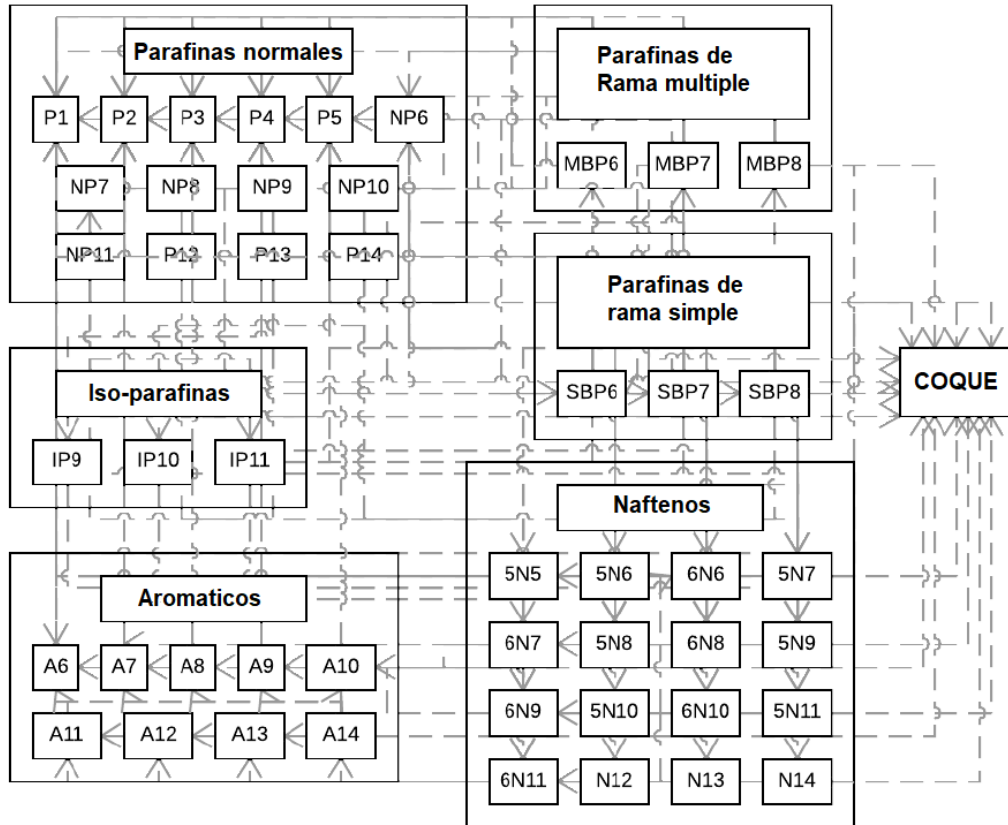 Parafinas normales
P1 P2 P3 P4 P5 NP6
NP7 NP8 NP9 NP10
NP11 P12 P13 P14
Parafinas de
Rama multiple
MBP6 MBP7 MBP8
Parafinas de
rama simple
SBP6 SBP7 SBP8
COQUE
Iso-parafinas
IP9 IP10 IP11
Naftenos
5N5 5N6 6N6 5N7
6N7 5N8 6N8 5N9
6N9 5N10 6N10 5N11
6N11 N12 N13 N14
Aromaticos
A6 A7 A8 A9 A10
A11 A12 A13 A14